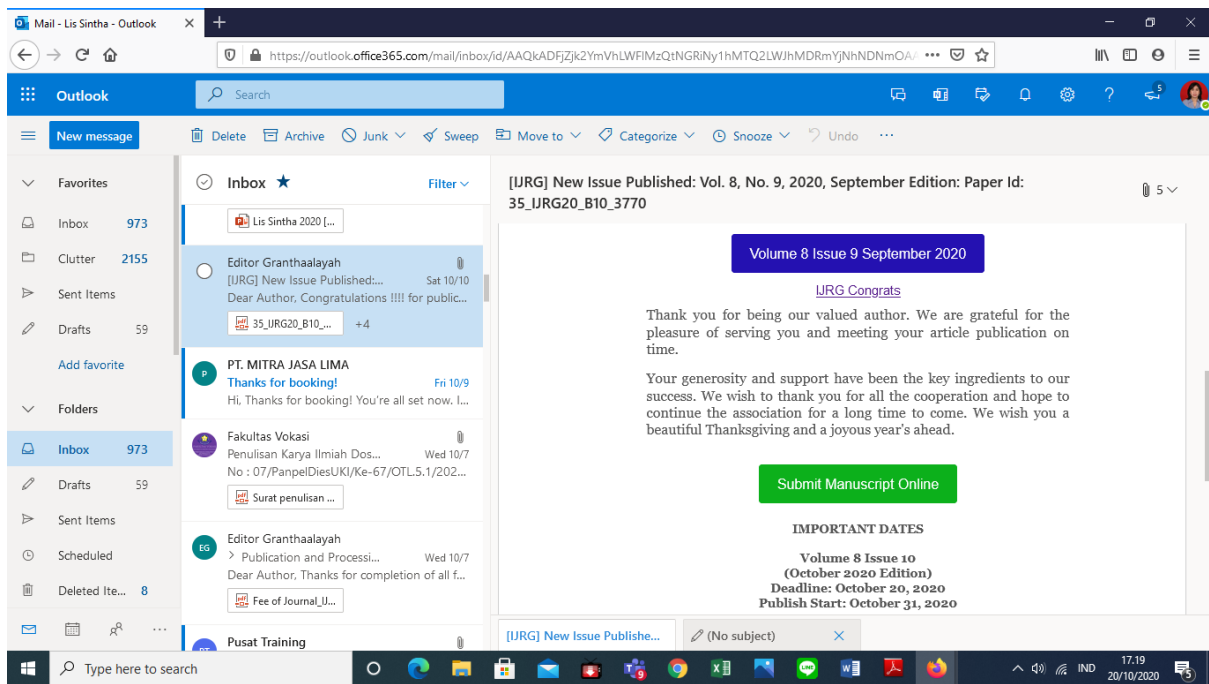 Mail - Lis Sintha - Outlook
https://outlook.office365.com/mail/inbox/id/
Outlook
Search
5
New message
Delete
Archive
Junk
Sweep
Move to
Categorize
Snooze
Undo
Favorites
Inbox 973
Clutter 2155
Sent Items
Drafts 59
Add favorite
Folders
Inbox 973
Drafts 59
Sent Items
Scheduled
Deleted Ite... 8
Inbox
Filter
Lis Sintha 2020 [...
Editor Granthaalayah
[IJRG] New Issue Published:... Sat 10/10
Dear Author, Congratulations !!!! for public...
35_IJRG20_B10_... +4
P
PT. MITRA JASA LIMA
Thanks for booking! Fri 10/9
Hi, Thanks for booking! You're all set now. I...
Fakultas Vokasi
Penulisan Karya Ilmiah Dos... Wed 10/7
No : 07/PanpelDiesUKI/Ke-67/OTL.5.1/202...
Surat penulisan ...
EG
Editor Granthaalayah
> Publication and Processi... Wed 10/7
Dear Author, Thanks for completion of all f...
Fee of Journal_IJ...
PT
Pusat Training
[IJRG] New Issue Published: Vol. 8, No. 9, 2020, September Edition: Paper Id:
35_IJRG20_B10_3770
5
Volume 8 Issue 9 September 2020
IJRG Congrats
Thank you for being our valued author. We are grateful for the
pleasure of serving you and meeting your article publication on
time.
Your generosity and support have been the key ingredients to our
success. We wish to thank you for all the cooperation and hope to
continue the association for a long time to come. We wish you a
beautiful Thanksgiving and a joyous year's ahead.
Submit Manuscript Online
IMPORTANT DATES
Volume 8 Issue 10
(October 2020 Edition)
Deadline: October 20, 2020
Publish Start: October 31, 2020
[IJRG] New Issue Publishe...
(No subject)
Type here to search
IND
17.19
20/10/2020
5